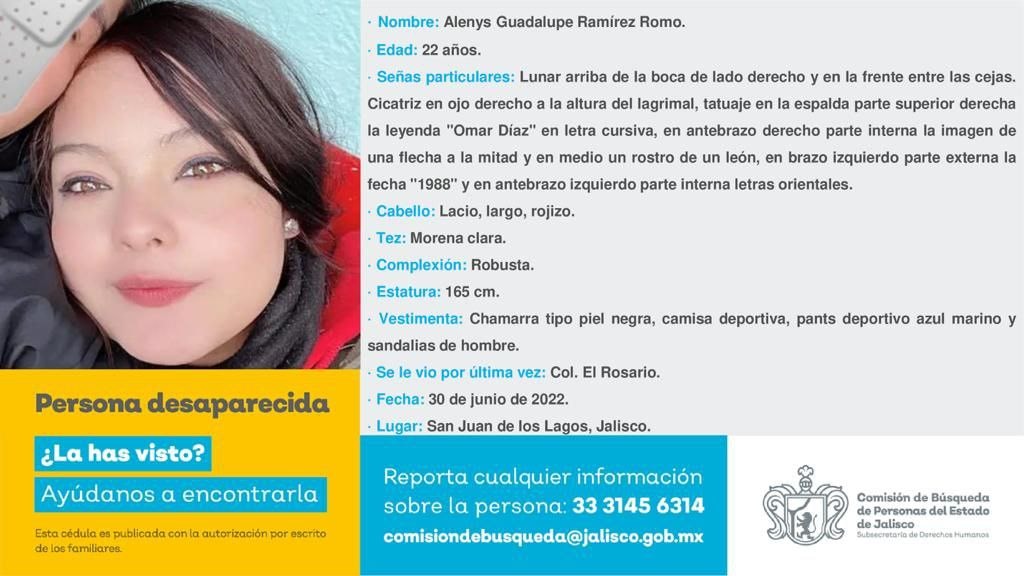 · Nombre: Alenys Guadalupe Ramírez Romo.
· Edad: 22 años.
· Señas particulares: Lunar arriba de la boca de lado derecho y en la frente entre las cejas.
Cicatriz en ojo derecho a la altura del lagrimal, tatuaje en la espalda parte superior derecha
la leyenda "Omar Díaz" en letra cursiva, en antebrazo derecho parte interna la imagen de
una flecha a la mitad y en medio un rostro de un león, en brazo izquierdo parte externa la
fecha "1988" y en antebrazo izquierdo parte interna letras orientales.
· Cabello: Lacio, largo, rojizo.
· Tez: Morena clara.
· Complexión: Robusta.
· Estatura: 165 cm.
· Vestimenta: Chamarra tipo piel negra, camisa deportiva, pants deportivo azul marino y
sandalias de hombre.
· Se le vio por última vez: Col. El Rosario.
· Fecha: 30 de junio de 2022.
· Lugar: San Juan de los Lagos, Jalisco.
Persona desaparecida
¿La has visto?
Ayúdanos a encontrarla
Esta cédula es publicada con la autorización por escrito
de los familiares.
Reporta cualquier información
sobre la persona: 33 3145 6314
comisiondebusqueda@jalisco.gob.mx
Comisión de Búsqueda
de Personas del Estado
de Jalisco
Subsecretaría de Derechos Humanos